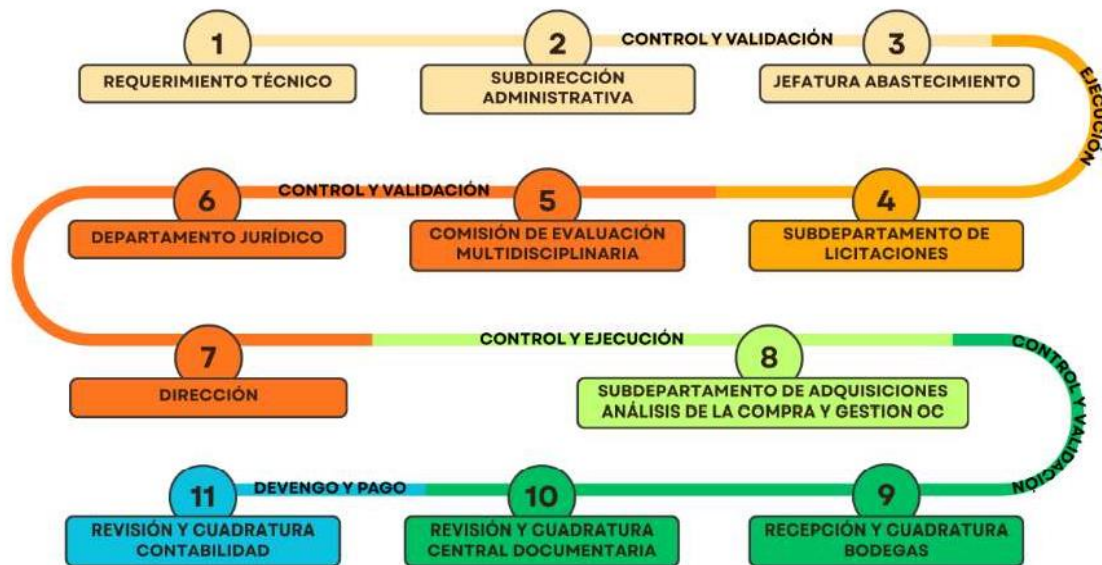 1
REQUERIMIENTO TÉCNICO
2
SUBDIRECCIÓN
ADMINISTRATIVA
CONTROL Y VALIDACIÓN
3
JEFATURA ABASTECIMIENTO
EJECUCIÓN
4
SUBDEPARTAMENTO DE
LICITACIONES
5
COMISIÓN DE EVALUACIÓN
MULTIDISCIPLINARIA
CONTROL Y VALIDACIÓN
6
DEPARTAMENTO JURÍDICO
7
DIRECCIÓN
CONTROL Y EJECUCIÓN
8
SUBDEPARTAMENTO DE ADQUISICIONES
ANÁLISIS DE LA COMPRA Y GESTION OC
CONTROL Y VALIDACIÓN
9
RECEPCIÓN Y CUADRATURA
BODEGAS
10
REVISIÓN Y CUADRATURA
CENTRAL DOCUMENTARIA
DEVENGO Y PAGO
11
REVISIÓN Y CUADRATURA
CONTABILIDAD